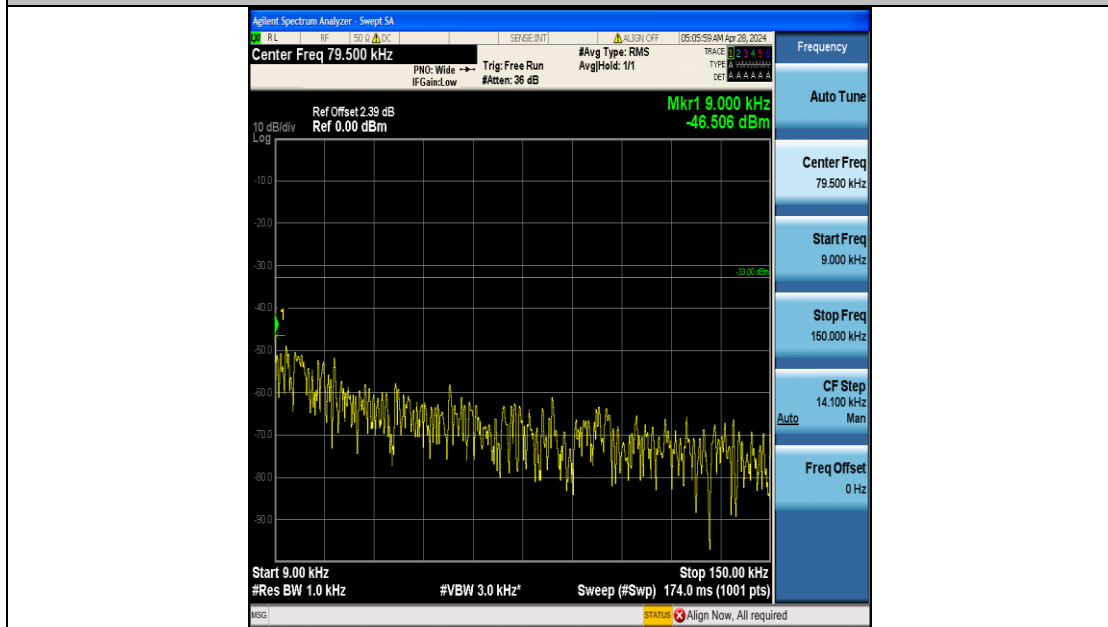 Agilent Spectrum Analyzer - Swept SA
RL RF 50 Ω DC SENSE:INT ALIGN OFF 05:05:59 AM Apr 28, 2024
Center Freq 79.500 kHz
PNO: Wide
IFGain:Low
Trig: Free Run
#Atten: 36 dB
#Avg Type: RMS
Avg|Hold: 1/1
TRACE 1 2 3 4 5 6
TYPE A WWWWW
DET A A A A A A
Frequency
Mkr1 9.000 kHz
-46.506 dBm
Ref Offset 2.39 dB
10 dB/div Ref 0.00 dBm
Log
-10.0
-20.0
-30.0
-33.00 dBm
-40.0
1
-50.0
-60.0
-70.0
-80.0
-90.0
Start 9.00 kHz
Stop 150.00 kHz
#Res BW 1.0 kHz
#VBW 3.0 kHz*
Sweep (#Swp) 174.0 ms (1001 pts)
Auto Tune
Center Freq
79.500 kHz
Start Freq
9.000 kHz
Stop Freq
150.000 kHz
CF Step
14.100 kHz
Auto Man
Freq Offset
0 Hz
MSG
STATUS Align Now, All required